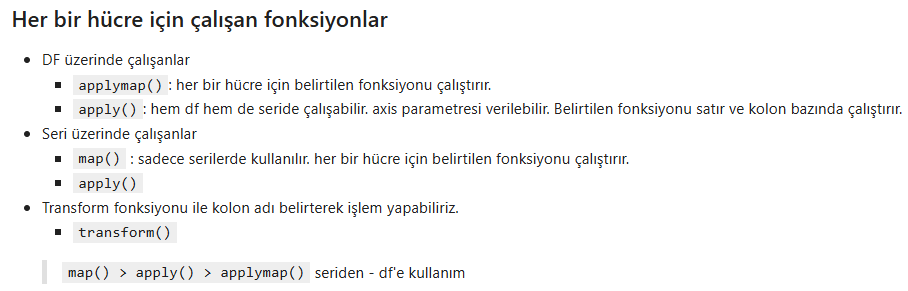 Her bir hücre için çalışan fonksiyonlar
DF üzerinde çalışanlar
applymap() : her bir hücre için belirtilen fonksiyonu çalıştırır.
apply() : hem df hem de seride çalışabilir. axis parametresi verilebilir. Belirtilen fonksiyonu satır ve kolon bazında çalıştırır.
Seri üzerinde çalışanlar
map() : sadece serilerde kullanılır. her bir hücre için belirtilen fonksiyonu çalıştırır.
apply()
Transform fonksiyonu ile kolon adı belirterek işlem yapabiliriz.
transform()
map() > apply() > applymap() seriden - df'e kullanım